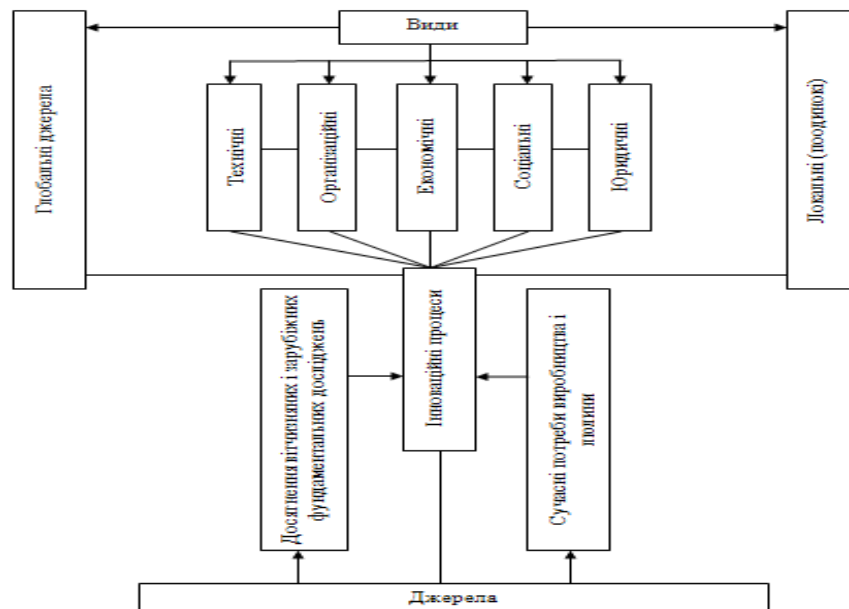 Види
Глобальні джерела
Технічні
Організаційні
Економічні
Соціальні
Юридичні
Локальні (поодинокі)
Досягнення вітчизняних і зарубіжних
фундаментальних досліджень
Інноваційні процеси
Сучасні потреби виробництва і
людини
Джерела